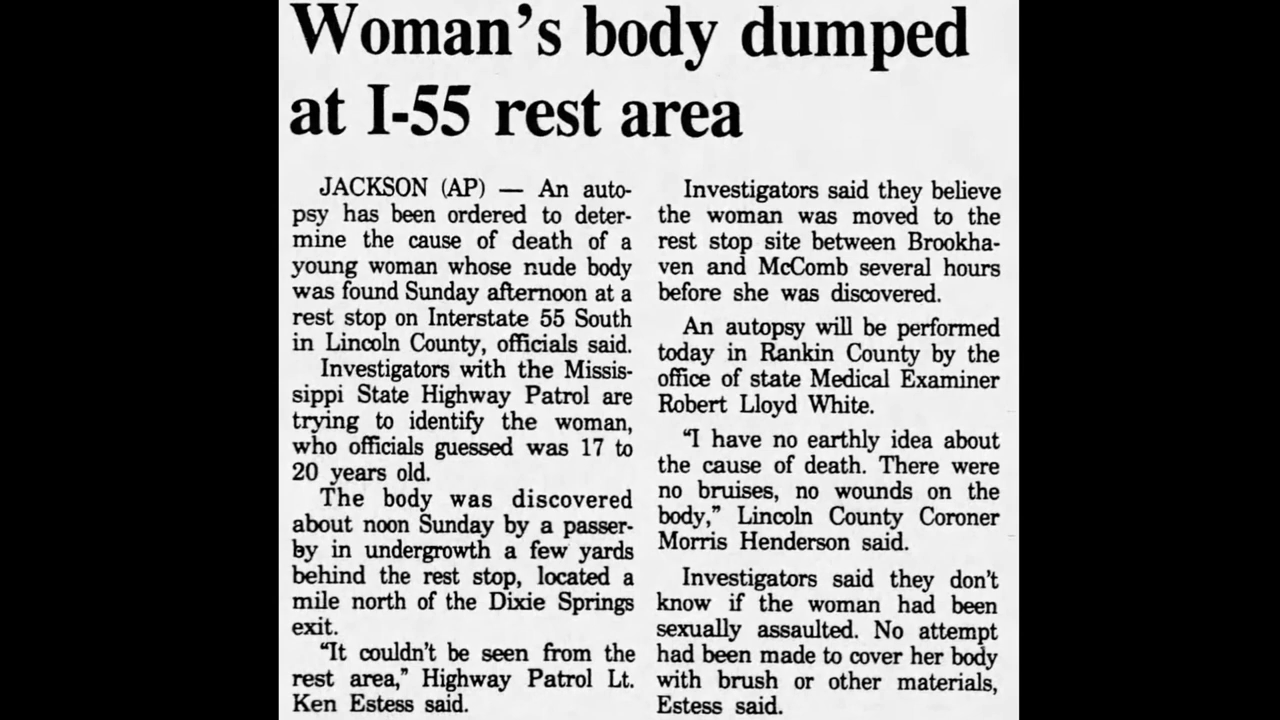 Woman's body dumped
at I-55 rest area
JACKSON (AP) — An auto-
psy has been ordered to deter-
mine the cause of death of a
young woman whose nude body
was found Sunday afternoon at a
rest stop on Interstate 55 South
in Lincoln County, officials said.
Investigators with the Missis-
sippi State Highway Patrol are
trying to identify the woman,
who officials guessed was 17 to
20 years old.
The body was discovered
about noon Sunday by a passer-
by in undergrowth a few yards
behind the rest stop, located a
mile north of the Dixie Springs
exit.
"It couldn't be seen from the
rest area," Highway Patrol Lt.
Ken Estess said.
Investigators said they believe
the woman was moved to the
rest stop site between Brookha-
ven and McComb several hours
before she was discovered.
An autopsy will be performed
today in Rankin County by the
office of state Medical Examiner
Robert Lloyd White.
"I have no earthly idea about
the cause of death. There were
no bruises, no wounds on the
body," Lincoln County Coroner
Morris Henderson said.
Investigators said they don't
know if the woman had been
sexually assaulted. No attempt
had been made to cover her body
with brush or other materials,
Estess said.